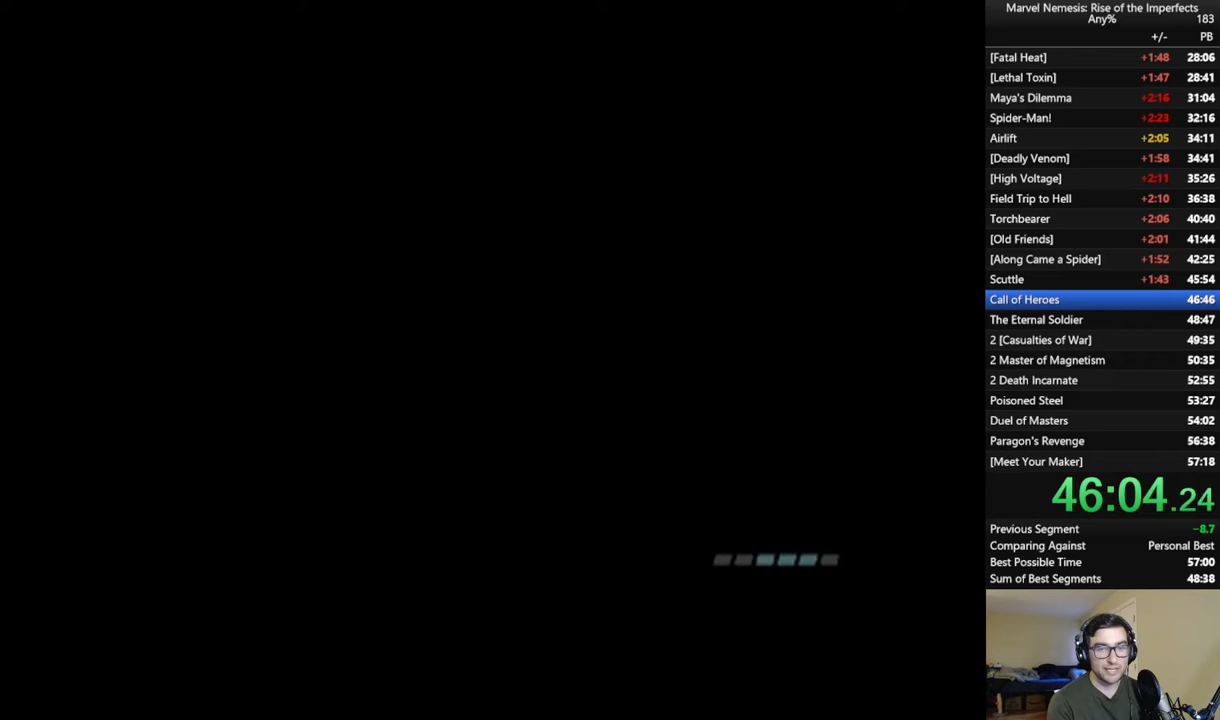 Marvel Nemesis: Rise of the Imperfects
Any% 183
+/- PB
[Fatal Heat] +1:48 28:06
[Lethal Toxin] +1:47 28:41
Maya's Dilemma +2:16 31:04
Spider-Man! +2:23 32:16
Airlift +2:05 34:11
[Deadly Venom] +1:58 34:41
[High Voltage] +2:11 35:26
Field Trip to Hell +2:10 36:38
Torchbearer +2:06 40:40
[Old Friends] +2:01 41:44
[Along Came a Spider] +1:52 42:25
Scuttle +1:43 45:54
Call of Heroes 46:46
The Eternal Soldier 48:47
2 [Casualties of War] 49:35
2 Master of Magnetism 50:35
2 Death Incarnate 52:55
Poisoned Steel 53:27
Duel of Masters 54:02
Paragon's Revenge 56:38
[Meet Your Maker] 57:18
46:04.24
Previous Segment −8.7
Comparing Against Personal Best
Best Possible Time 57:00
Sum of Best Segments 48:38